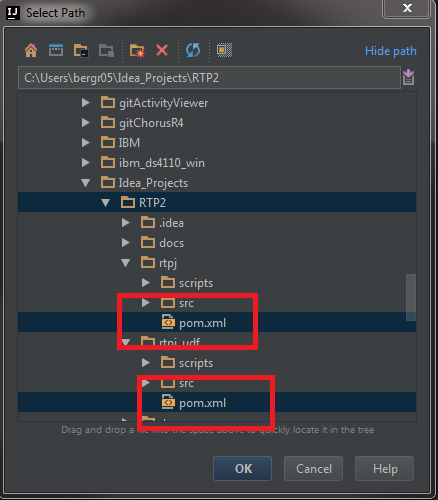 IJ
Select Path
X
Hide path
C:\Users\bergr05\Idea_Projects\RTP2
gitActivityViewer
gitChorusR4
IBM
ibm_ds4110_win
Idea_Projects
RTP2
.idea
docs
rtpj
scripts
src
pom.xml
rtpj_udf
scripts
src
pom.xml
Drag and drop a file into the space above to quickly locate it in the tree
OK
Cancel
Help